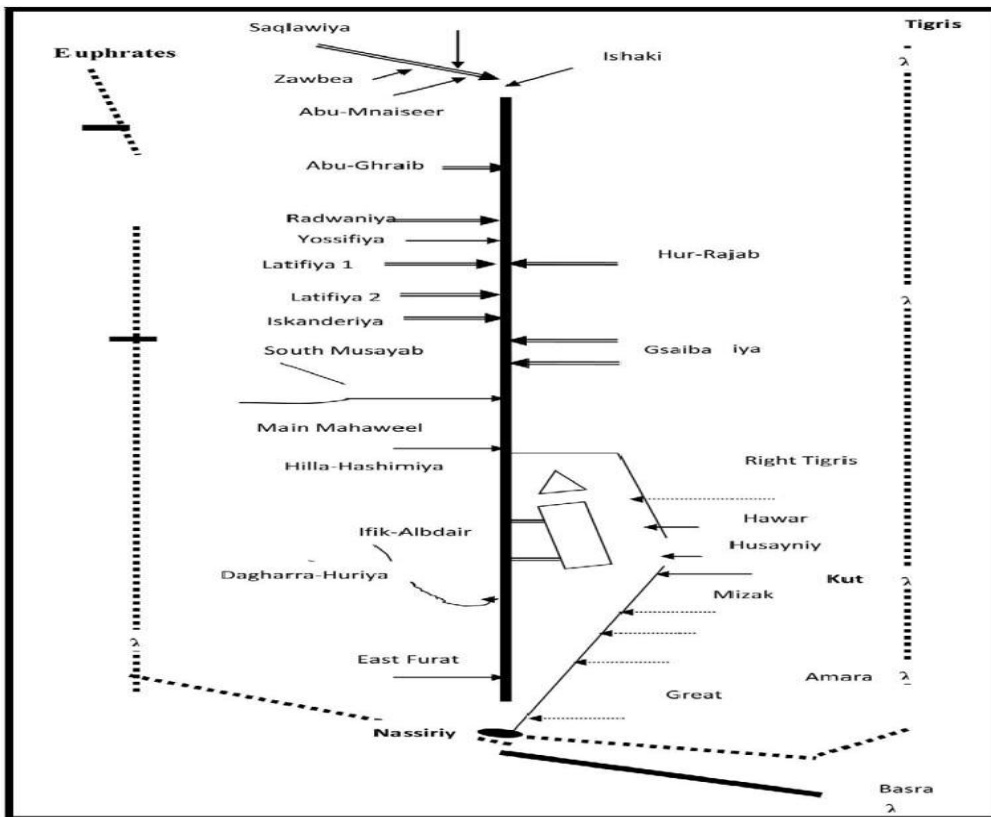 Tigris
Saqlawiya
Euphrates
λ
Ishaki
Zawbea
Abu-Mnaiseer
Abu-Ghraib
Radwaniya
Yossifiya
Hur-Rajab
Latifiya 1
Latifiya 2
λ
Iskanderiya
South Musayab
Gsaiba iya
Main Mahaweel
Right Tigris
Hilla-Hashimiya
Hawar
Ifik-Albdair
Husayniy
Dagharra-Huriya
Kut λ
Mizak
λ
East Furat
Amara λ
Great
Nassiriy
Basra
λ